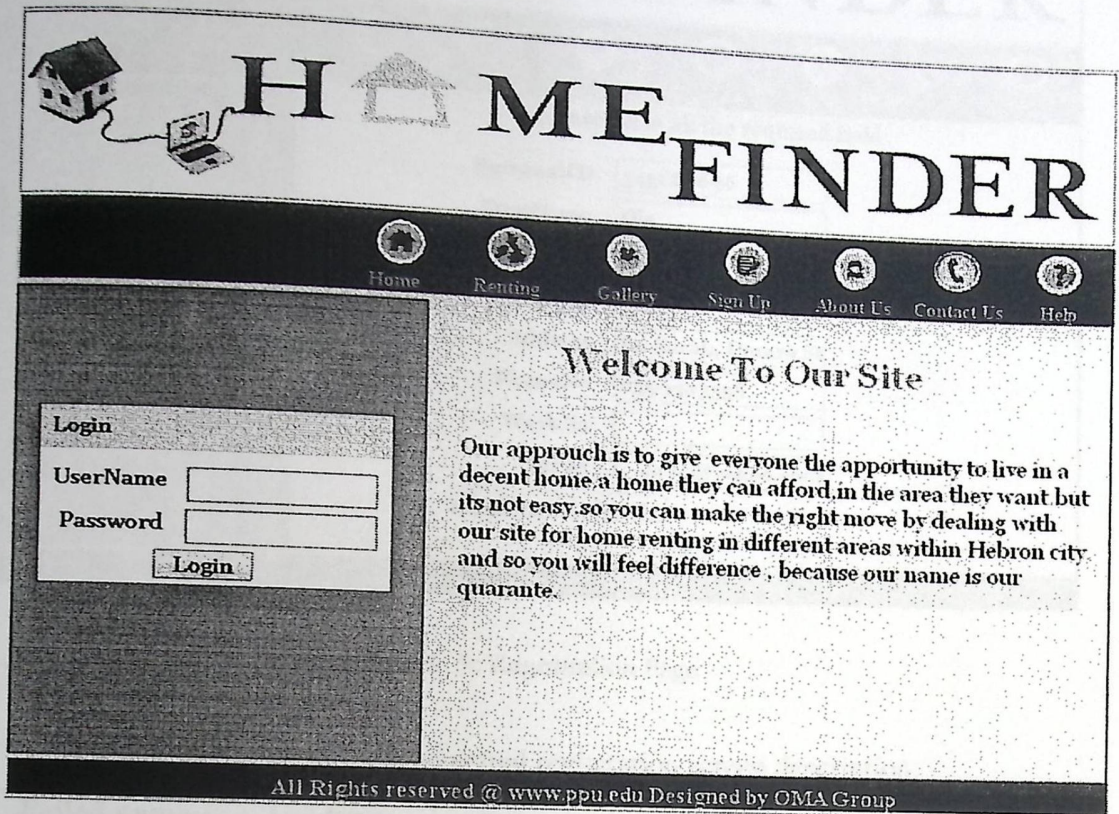 H ME
FINDER
Home Renting Gallery Sign Up About Us Contact Us Help
Welcome To Our Site
Login
UserName
Password
Login
Our approuch is to give everyone the apportunity to live in a
decent home,a home they can afford,in the area they want but
its not easy.so you can make the right move by dealing with
our site for home renting in different areas within Hebron city.
and so you will feel difference , because our name is our
quarante.
All Rights reserved @ www.ppu.edu Designed by OMA Group